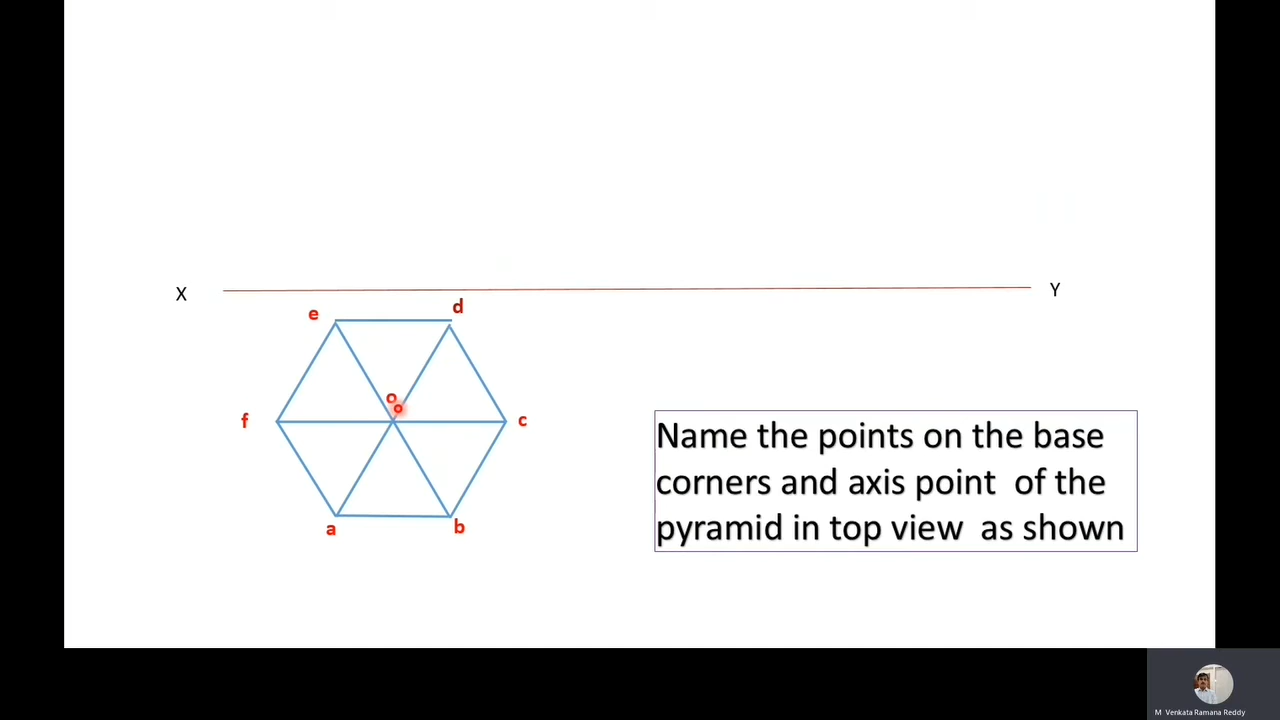 X
Y
e
d
o
o
f
c
a
b
Name the points on the base
corners and axis point of the
pyramid in top view as shown
M Venkata Ramana Reddy